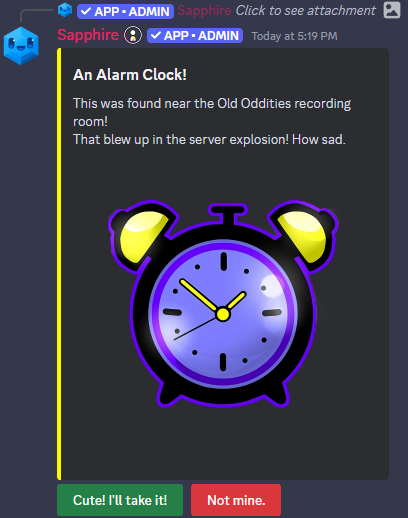 ✓ APP • ADMIN Sapphire Click to see attachment
Sapphire ✓ APP • ADMIN Today at 5:19 PM
An Alarm Clock!
This was found near the Old Oddities recording
room!
That blew up in the server explosion! How sad.
Cute! I'll take it!
Not mine.